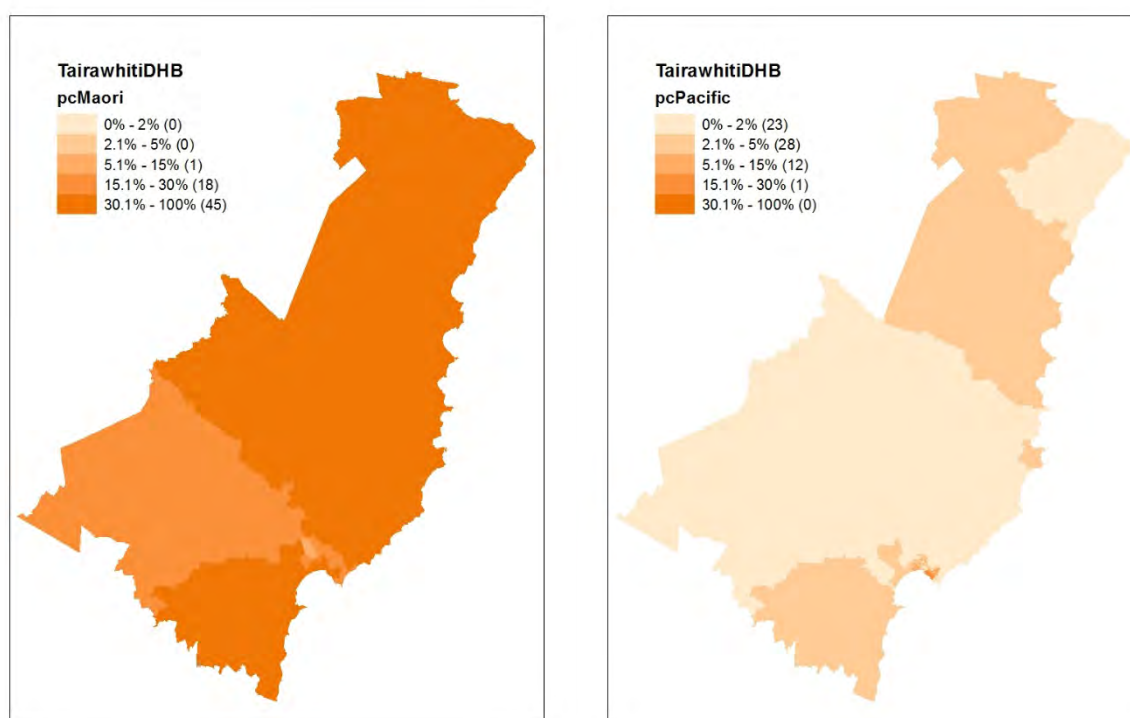 TairawhitiDHB
pcMaori
0% - 2% (0)
2.1% - 5% (0)
5.1% - 15% (1)
15.1% - 30% (18)
30.1% - 100% (45)
TairawhitiDHB
pcPacific
0% - 2% (23)
2.1% - 5% (28)
5.1% - 15% (12)
15.1% - 30% (1)
30.1% - 100% (0)